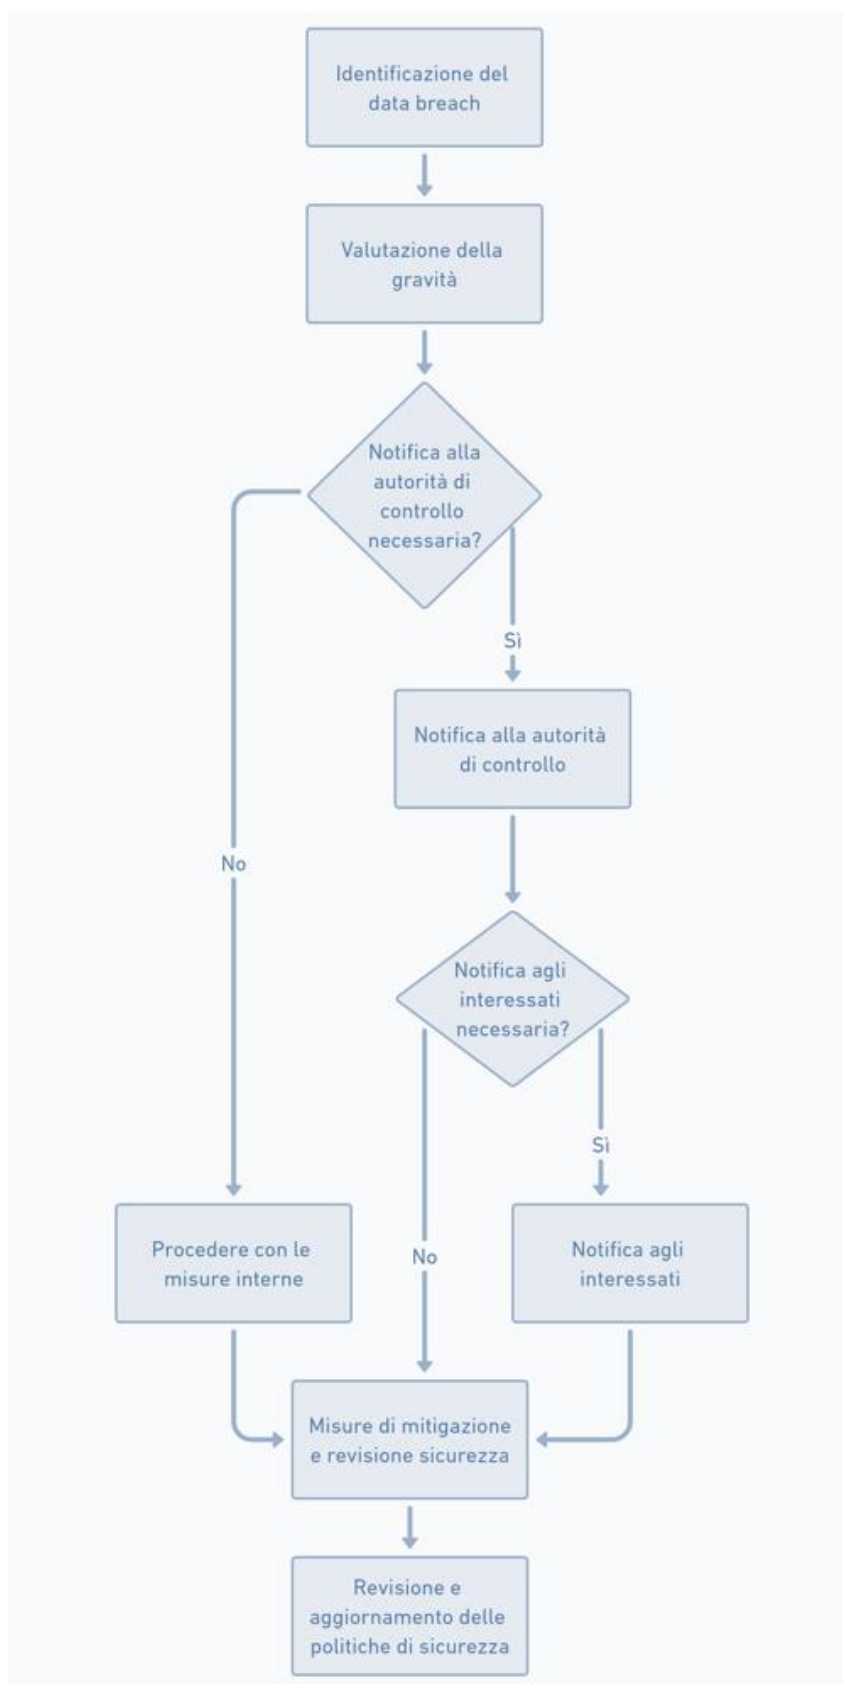 Identificazione del
data breach
Valutazione della
gravità
Notifica alla
autorità di
controllo
necessaria?
Sì
Notifica alla autorità
di controllo
No
Notifica agli
interessati
necessaria?
Sì
Procedere con le
misure interne
No
Notifica agli
interessati
Misure di mitigazione
e revisione sicurezza
Revisione e
aggiornamento delle
politiche di sicurezza